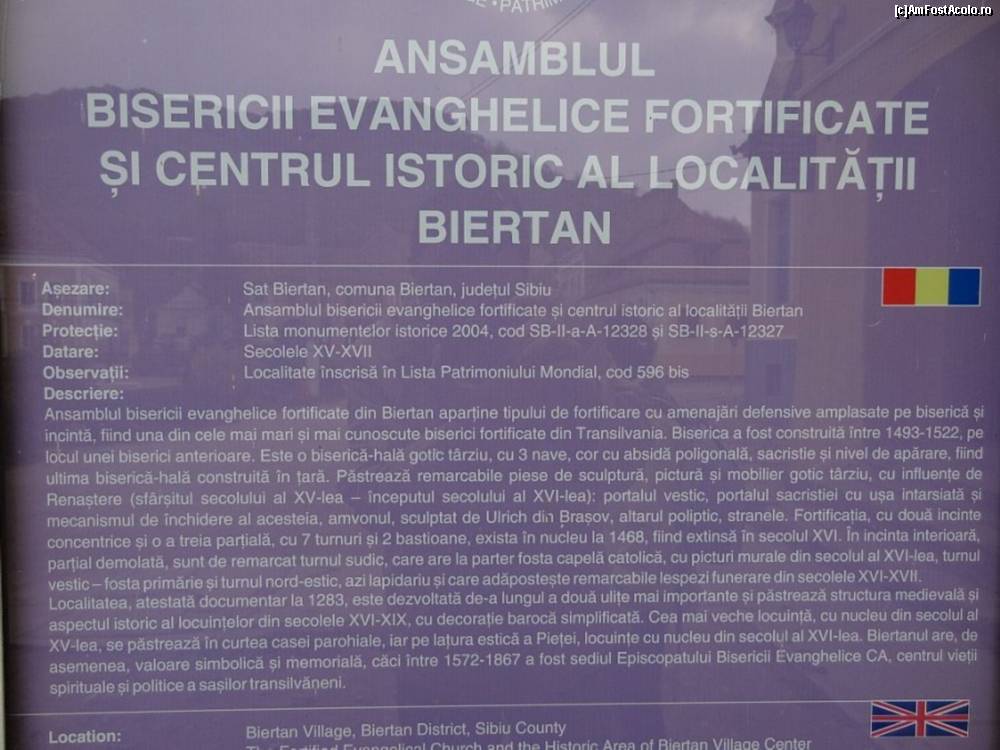 [c]AmFostAcolo.ro
• PATRIM
ANSAMBLUL
BISERICII EVANGHELICE FORTIFICATE
ȘI CENTRUL ISTORIC AL LOCALITĂȚII
BIERTAN
Așezare: Sat Biertan, comuna Biertan, județul Sibiu
Denumire: Ansamblul bisericii evanghelice fortificate și centrul istoric al localității Biertan
Protecție: Lista monumentelor istorice 2004, cod SB-II-a-A-12328 și SB-II-s-A-12327
Datare: Secolele XV-XVII
Observații: Localitate înscrisă în Lista Patrimoniului Mondial, cod 596 bis
Descriere:
Ansamblul bisericii evanghelice fortificate din Biertan aparține tipului de fortificare cu amenajări defensive amplasate pe biserică și
incintă, fiind una din cele mai mari și mai cunoscute biserici fortificate din Transilvania. Biserica a fost construită între 1493-1522, pe
locul unei biserici anterioare. Este o biserică-hală gotic târziu, cu 3 nave, cor cu absidă poligonală, sacristie și nivel de apărare, fiind
ultima biserică-hală construită în țară. Păstrează remarcabile piese de sculptură, pictură și mobilier gotic târziu, cu influențe de
Renaștere (sfârșitul secolului al XV-lea – începutul secolului al XVI-lea): portalul vestic, portalul sacristiei cu ușa intarsiată și
mecanismul de închidere al acesteia, amvonul, sculptat de Ulrich din Brașov, altarul poliptic, stranele. Fortificația, cu două incinte
concentrice și o a treia parțială, cu 7 turnuri și 2 bastioane, exista în nucleu la 1468, fiind extinsă în secolul XVI. În incinta interioară,
parțial demolată, sunt de remarcat turnul sudic, care are la parter fosta capelă catolică, cu picturi murale din secolul al XVI-lea, turnul
vestic – fosta primărie și turnul nord-estic, azi lapidariu și care adăpostește remarcabile lespezi funerare din secolele XVI-XVII.
Localitatea, atestată documentar la 1283, este dezvoltată de-a lungul a două ulițe mai importante și păstrează structura medievală și
aspectul istoric al locuințelor din secolele XVI-XIX, cu decorație barocă simplificată. Cea mai veche locuință, cu nucleu din secolul al
XV-lea, se păstrează în curtea casei parohiale, iar pe latura estică a Pieței, locuințe cu nucleu din secolul al XVI-lea. Biertanul are, de
asemenea, valoare simbolică și memorială, căci între 1572-1867 a fost sediul Episcopatului Bisericii Evanghelice CA, centrul vieții
spirituale și politice a sașilor transilvăneni.
Location: Biertan Village, Biertan District, Sibiu County
The Fortified Evangelical Church and the Historic Area of Biertan Village Center